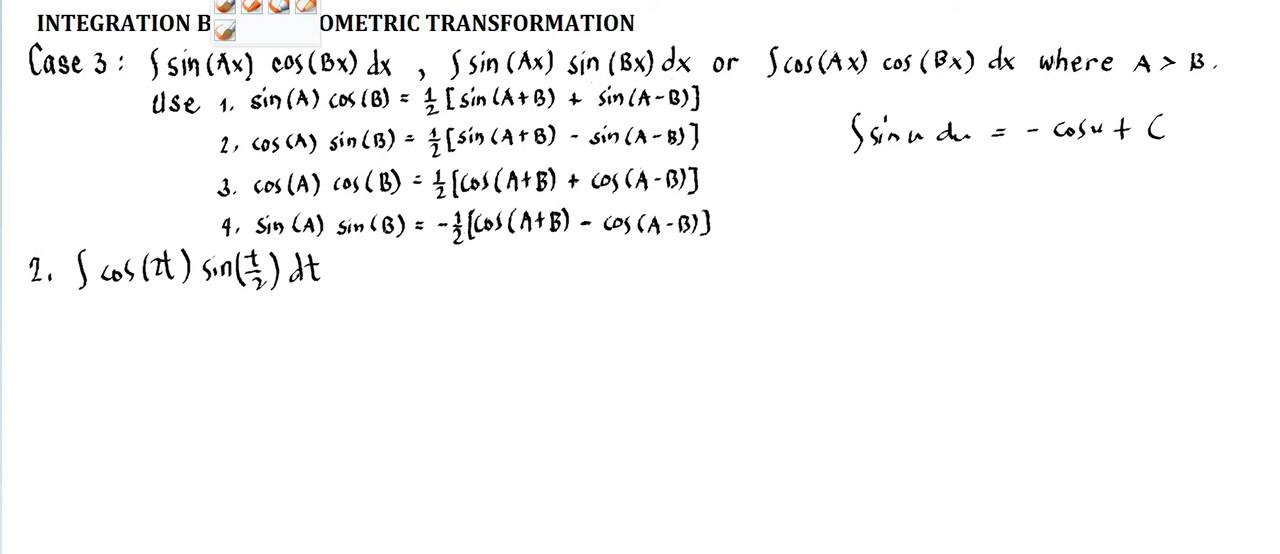 INTEGRATION B OMETRIC TRANSFORMATION
Case 3 : ∫ sin(Ax) cos(Bx) dx , ∫ sin(Ax) sin(Bx) dx or ∫ cos(Ax) cos(Bx) dx where A > B.
Use 1. sin(A) cos(B) = ½ [sin(A+B) + sin(A-B)]
2. cos(A) sin(B) = ½ [sin(A+B) - sin(A-B)]
∫ sin u du = - cos u + C
3. cos(A) cos(B) = ½ [cos(A+B) + cos(A-B)]
4. sin(A) sin(B) = -½ [cos(A+B) - cos(A-B)]
2. ∫ cos(2t) sin(t/2) dt